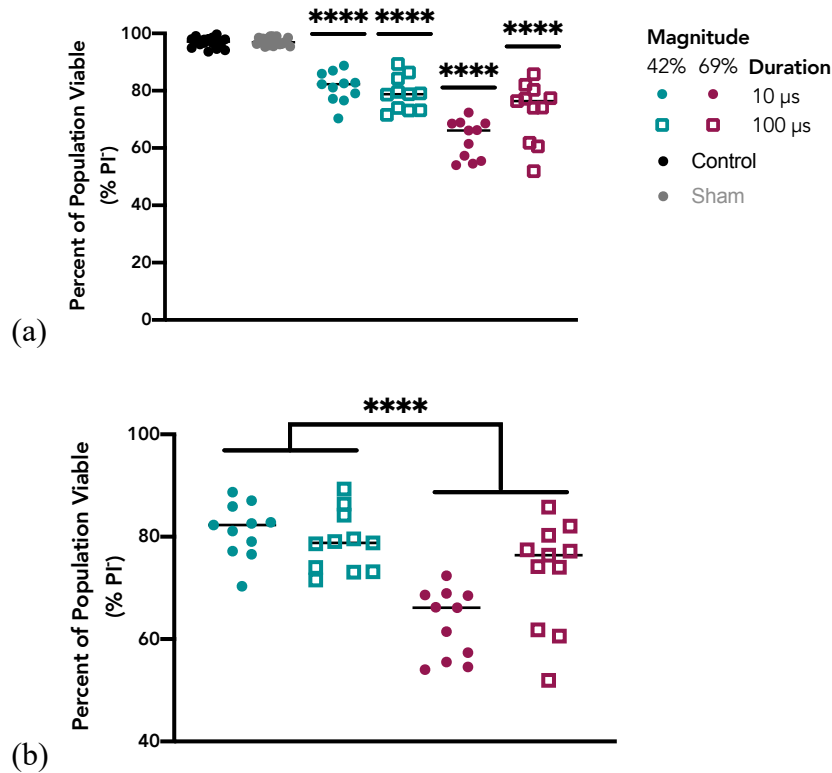 100
80
60
40
20
0
Percent of Population Viable
(% PI⁻)
**** ****
****
****
Magnitude
42% 69% Duration
10 μs
100 μs
Control
Sham
(a)
****
100
80
60
40
Percent of Population Viable
(% PI⁻)
(b)